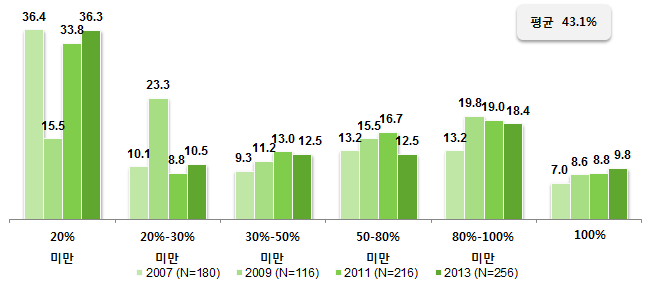 평균 43.1%
36.4 15.5 33.8 36.3
10.1 23.3 8.8 10.5
9.3 11.2 13.0 12.5
13.2 15.5 16.7 12.5
13.2 19.8 19.0 18.4
7.0 8.6 8.8 9.8
20% 20%-30% 30%-50% 50-80% 80%-100% 100%
미만 미만 미만 미만 미만
2007 (N=180) 2009 (N=116) 2011 (N=216) 2013 (N=256)